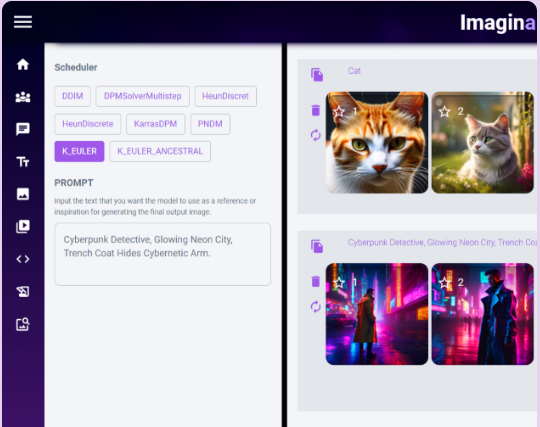 Imagina
Scheduler
DDIM
DPMSolverMultistep
HeunDiscret
HeunDiscrete
KarrasDPM
PNDM
K_EULER
K_EULER_ANCESTRAL
PROMPT
Input the text that you want the model to use as a reference or
inspiration for generating the final output image.
Cyberpunk Detective, Glowing Neon City,
Trench Coat Hides Cybernetic Arm.
Cat
1
2
Cyberpunk Detective, Glowing Neon City, Trench Coa
1
2